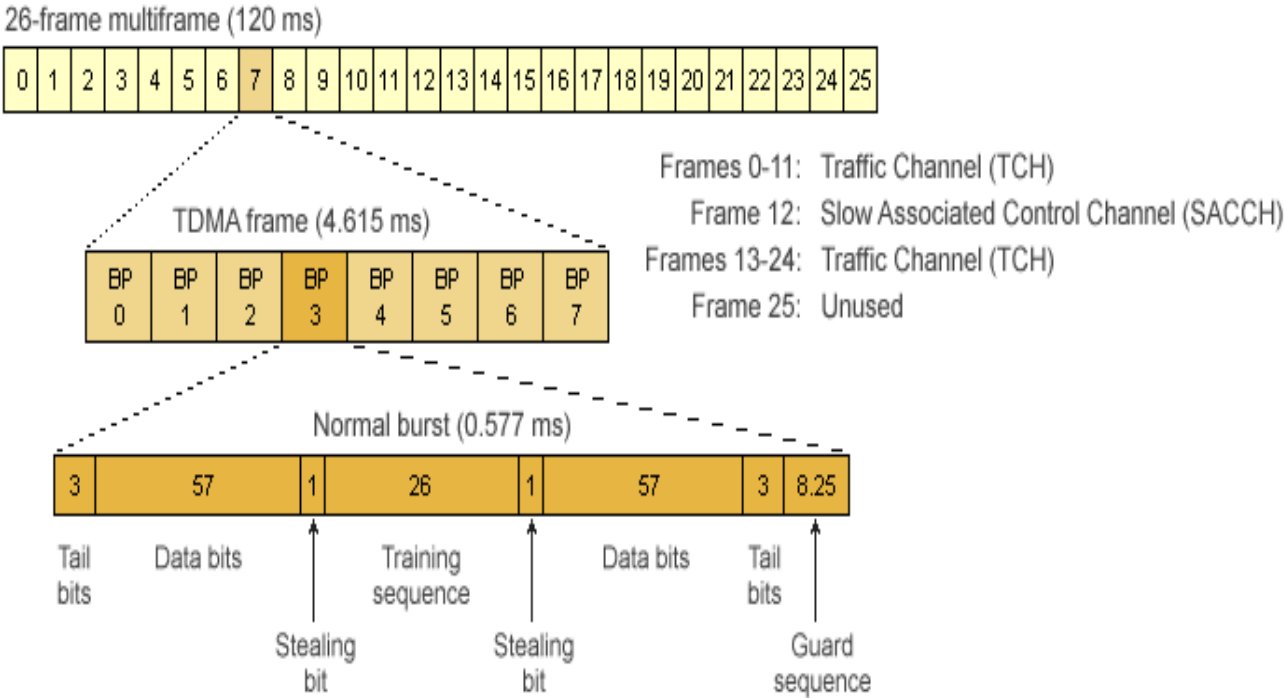 26-frame multiframe (120 ms)
0 1 2 3 4 5 6 7 8 9 10 11 12 13 14 15 16 17 18 19 20 21 22 23 24 25
Frames 0-11: Traffic Channel (TCH)
Frame 12: Slow Associated Control Channel (SACCH)
Frames 13-24: Traffic Channel (TCH)
Frame 25: Unused
TDMA frame (4.615 ms)
BP BP BP BP BP BP BP BP
0 1 2 3 4 5 6 7
Normal burst (0.577 ms)
3 57 1 26 1 57 3 8.25
Tail Data bits Training Data bits Tail
bits sequence bits
Stealing Stealing Guard
bit bit sequence